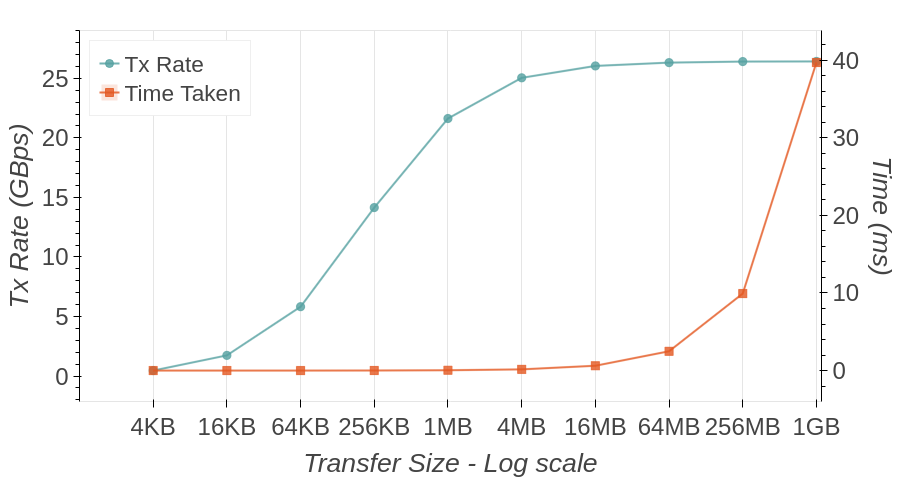 Tx Rate
Time Taken
Tx Rate (GBps)
25
20
15
10
5
0
40
30
20
10
0
Time (ms)
4KB 16KB 64KB 256KB 1MB 4MB 16MB 64MB 256MB 1GB
Transfer Size - Log scale